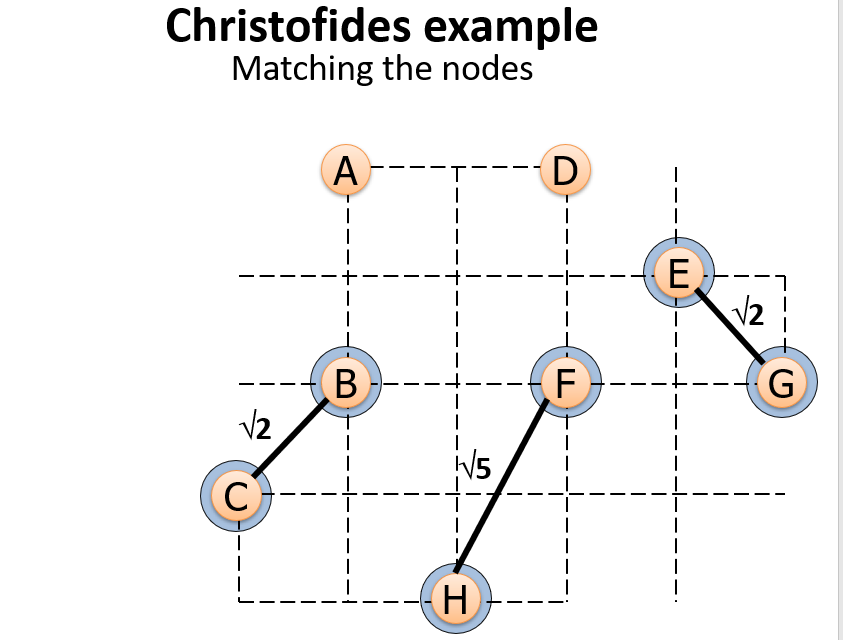 Christofides example
Matching the nodes
A
D
E
√2
B
F
G
√2
√5
C
H